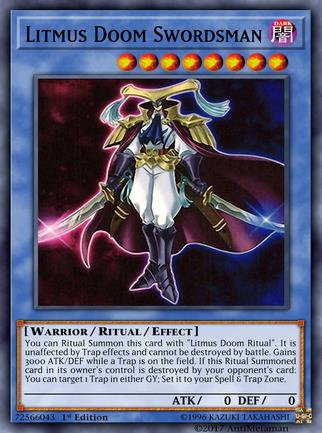 Litmus Doom Swordsman
DARK
闇
[Warrior / Ritual / Effect]
You can Ritual Summon this card with "Litmus Doom Ritual". It is
unaffected by Trap effects and cannot be destroyed by battle. Gains
3000 ATK/DEF while a Trap is on the field. If this Ritual Summoned
card in its owner's control is destroyed by your opponent's card:
You can target 1 Trap in either GY; Set it to your Spell & Trap Zone.
ATK/ 0 DEF/ 0
72566043 1st Edition ©1996 KAZUKI TAKAHASHI
©2017 AntiMetaman